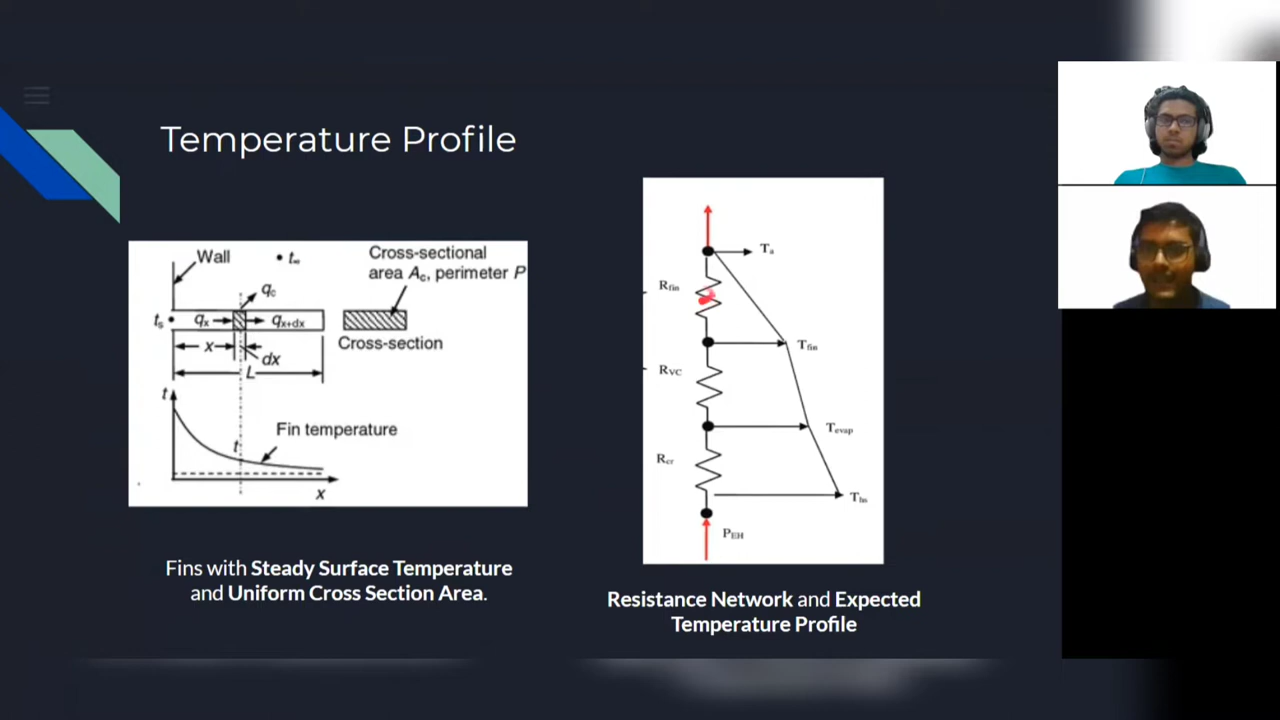 Temperature Profile
Wall
t∞
Cross-sectional
area Ac, perimeter P
qc
ts
qx
qx+dx
x
dx
L
Cross-section
t
Fin temperature
t
x
Fins with Steady Surface Temperature
and Uniform Cross Section Area.
Ta
Rfin
Tfin
RVC
Tevap
Rcr
PEH
Resistance Network and Expected
Temperature Profile